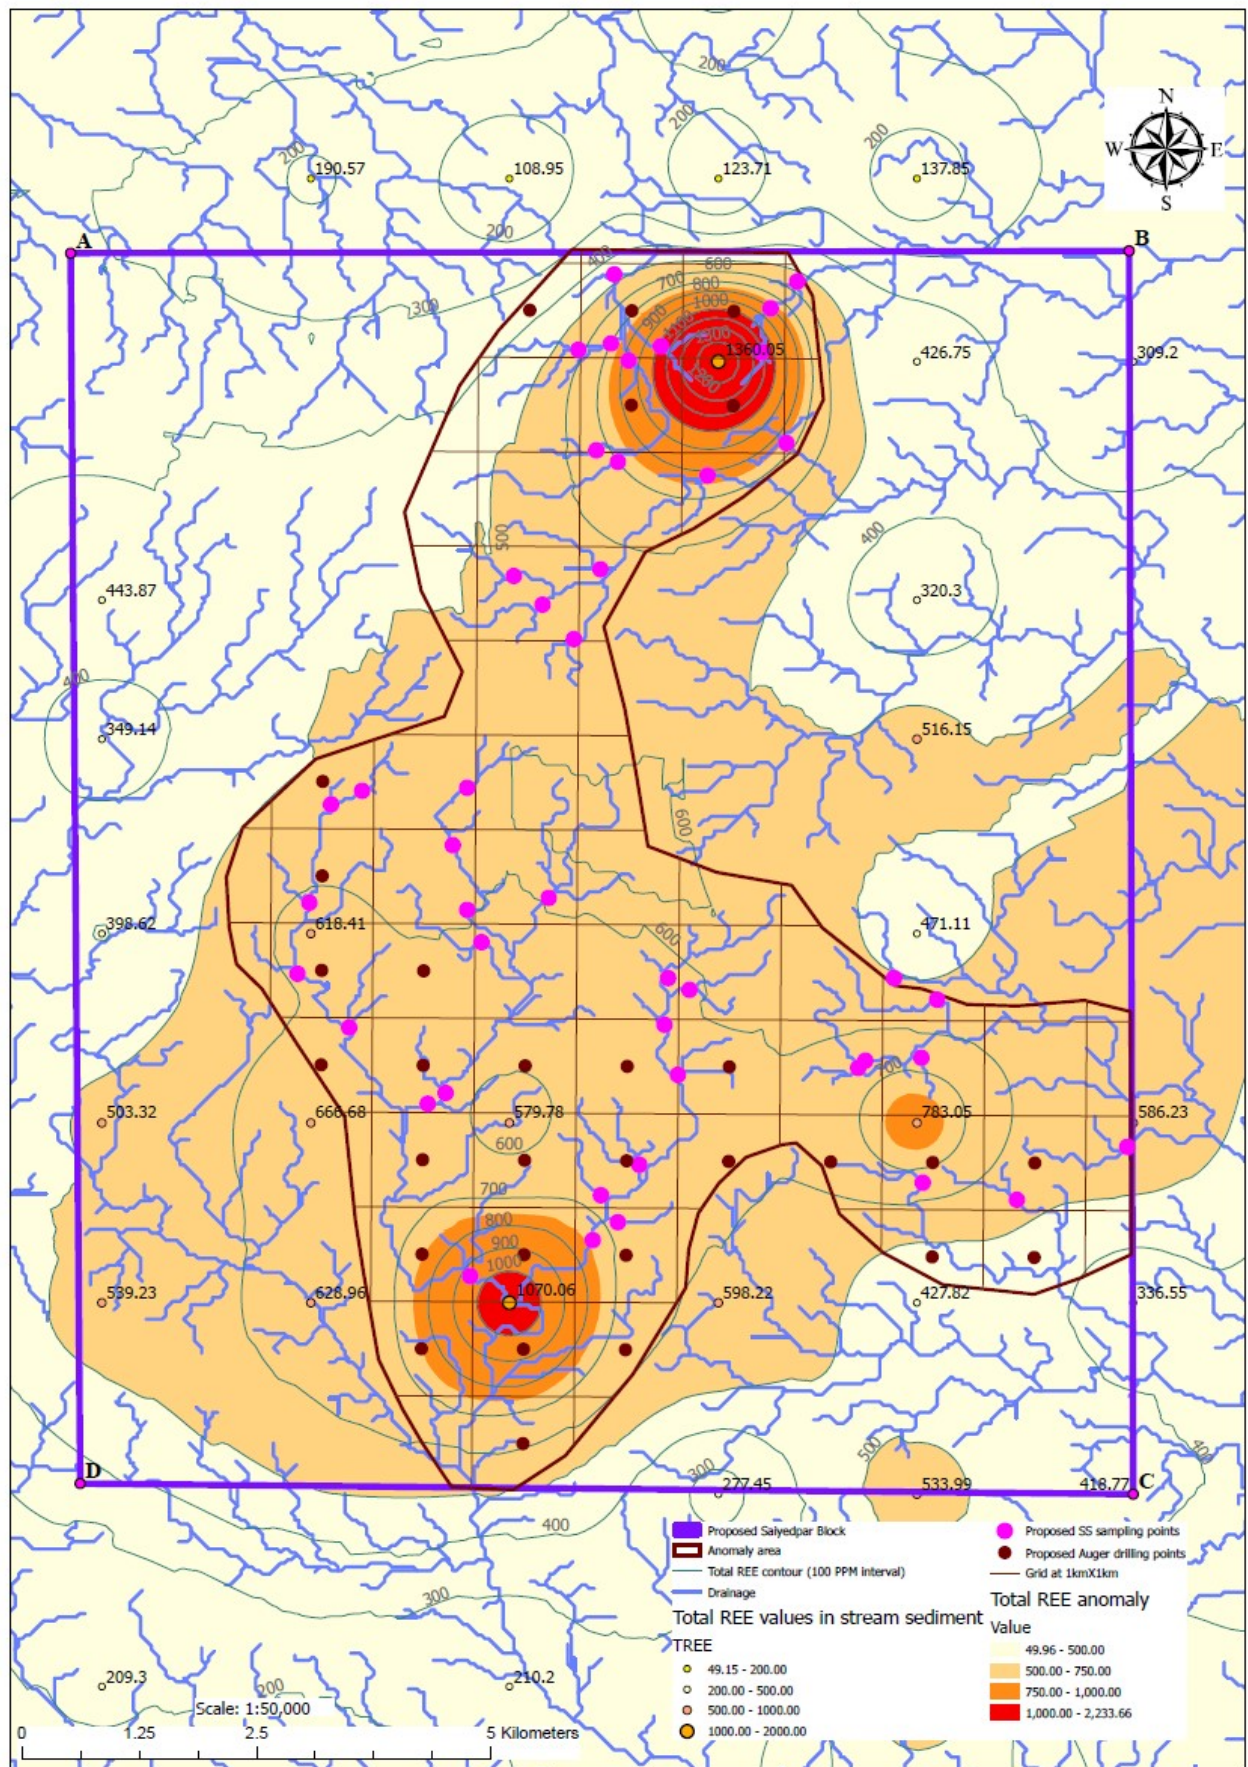 200
N
W E
S
200
200
200
190.57
108.95
123.71
137.85
200
A
B
400
600
300
700
800
1000
900
1100
1300
1360.05
426.75
309.2
1200
500
400
443.87
320.3
400
349.14
516.15
600
398.62
618.41
600
471.11
700
503.32
666.68
579.78
783.05
586.23
600
700
800
900
1000
539.23
628.96
1070.06
598.22
427.82
336.55
500
400
D
300
277.45
533.99
418.77
C
400
Proposed Saiyedpar Block
Anomaly area
Total REE contour (100 PPM interval)
Drainage
Total REE values in stream sediment
TREE
49.15 - 200.00
200.00 - 500.00
500.00 - 1000.00
1000.00 - 2000.00
Proposed SS sampling points
Proposed Auger drilling points
Grid at 1kmX1km
Total REE anomaly
Value
49.96 - 500.00
500.00 - 750.00
750.00 - 1,000.00
1,000.00 - 2,233.66
300
209.3
200
210.2
Scale: 1:50,000
0 1.25 2.5 5 Kilometers